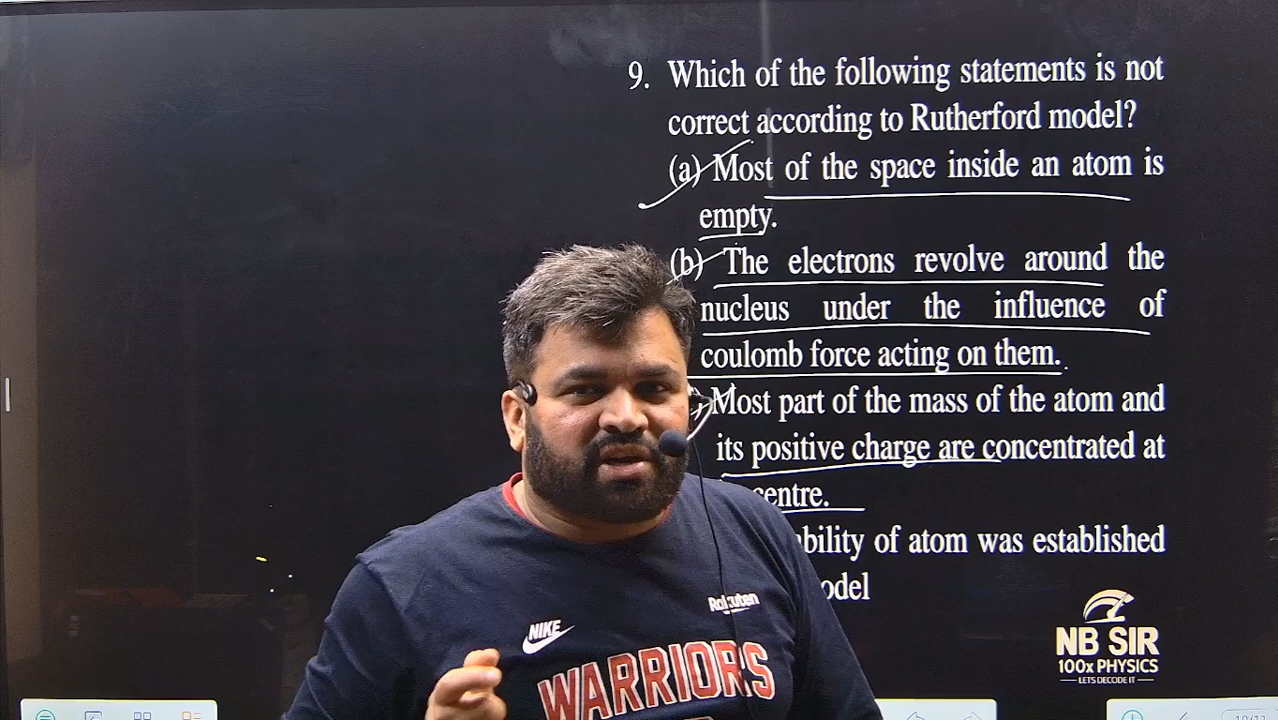 9. Which of the following statements is not
correct according to Rutherford model?
(a) Most of the space inside an atom is
empty.
(b) The electrons revolve around the
nucleus under the influence of
coulomb force acting on them.
Most part of the mass of the atom and
its positive charge are concentrated at
centre.
of atom was established
Rakuten
NIKE
WARRIORS
NB SIR
100x PHYSICS
LETS DECODE IT